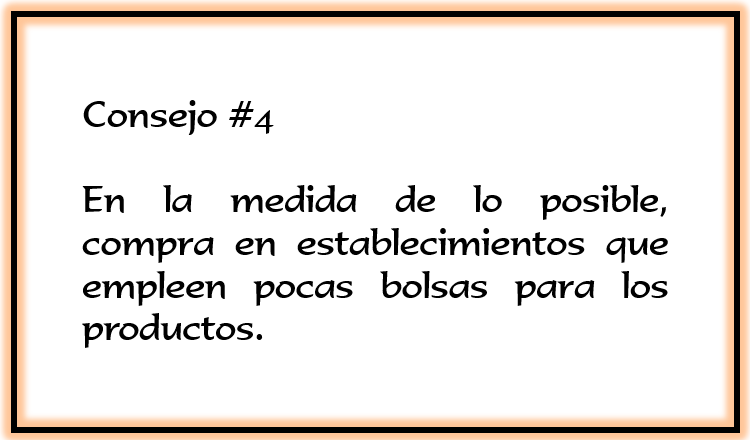 Consejo #4
En la medida de lo posible,
compra en establecimientos que
empleen pocas bolsas para los
productos.